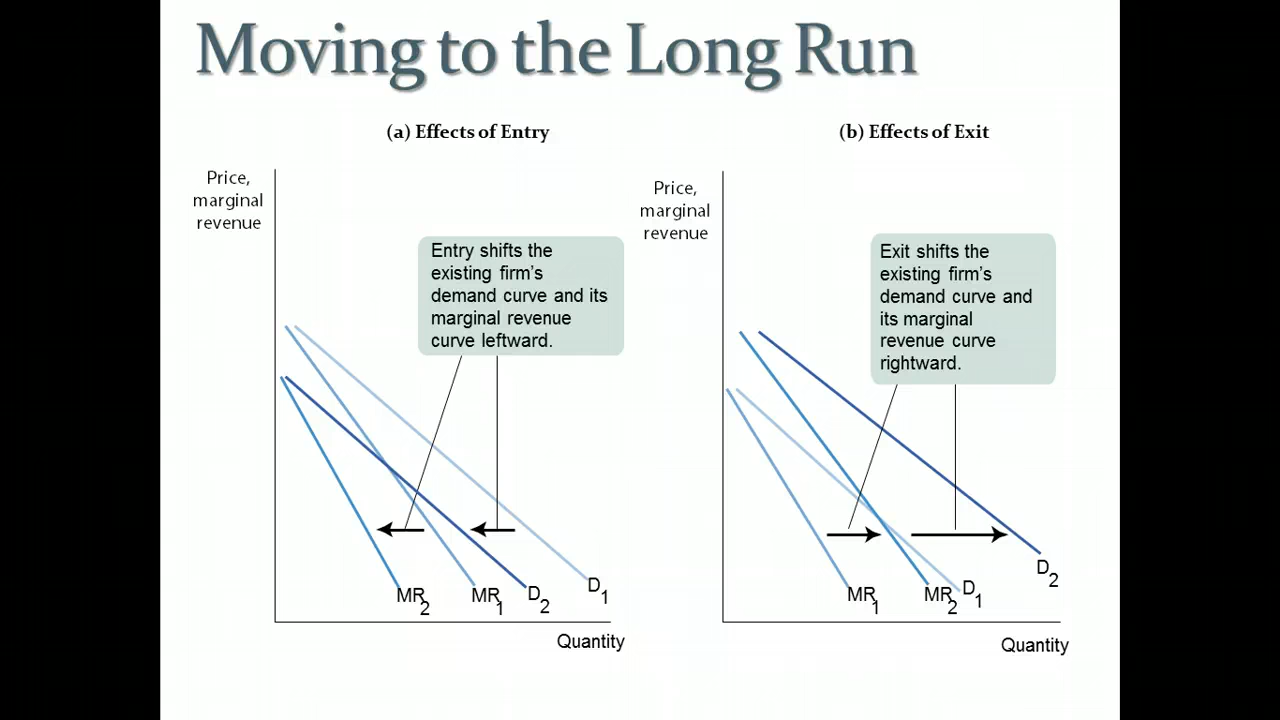 Moving to the Long Run
(a) Effects of Entry
Price,
marginal
revenue
Entry shifts the
existing firm's
demand curve and its
marginal revenue
curve leftward.
MR2
MR1
D2
D1
Quantity
(b) Effects of Exit
Price,
marginal
revenue
Exit shifts the
existing firm's
demand curve and
its marginal
revenue curve
rightward.
MR1
MR2
D1
D2
Quantity